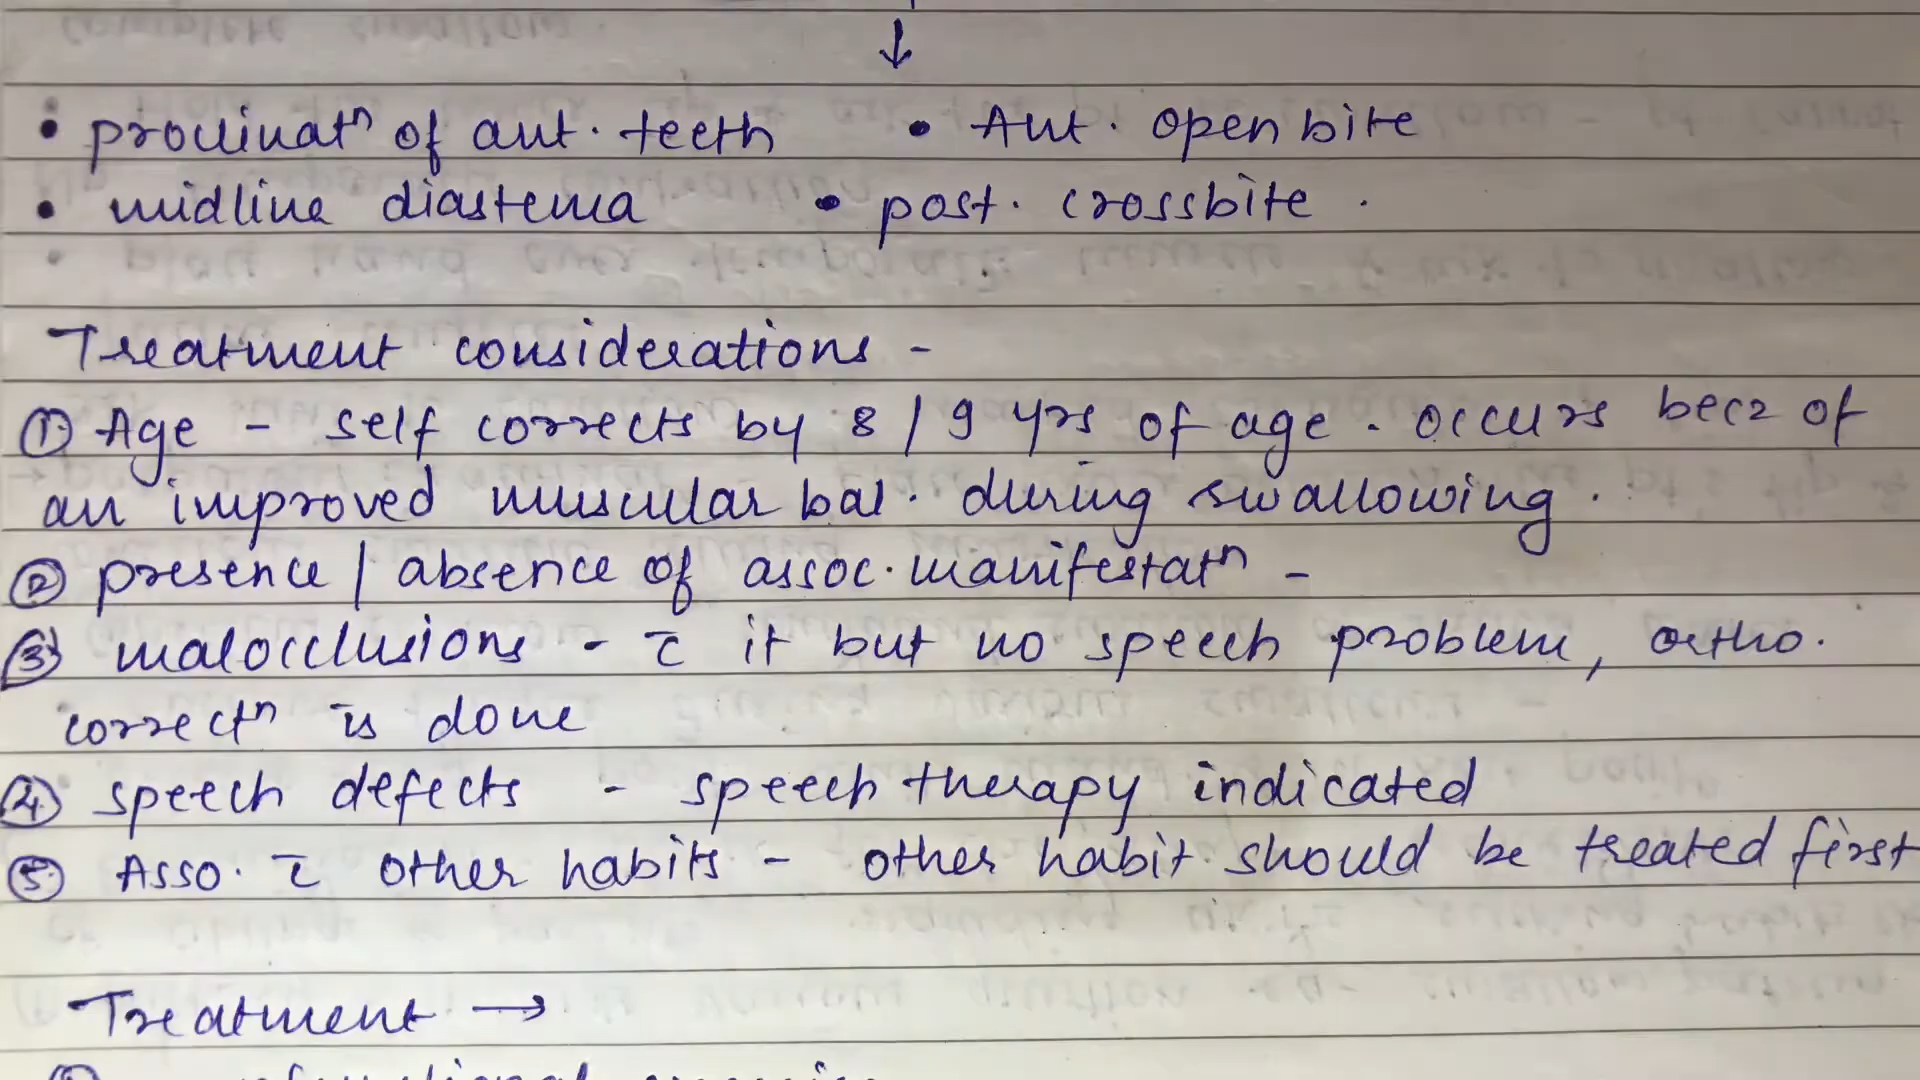 ↓
• proclinatⁿ of ant. teeth • Ant. open bite
• midline diastema • post. crossbite .
Treatment considerations -
① Age - self corrects by 8/9 yrs of age. occurs becz of
an improved muscular bal. during swallowing.
② presence / absence of assoc. manifestatⁿ -
③ malocclusions - c̄ it but no speech problem, ortho.
correctⁿ is done
④ speech defects - speech therapy indicated
⑤ Asso. c̄ other habits - other habit should be treated first
Treatment →